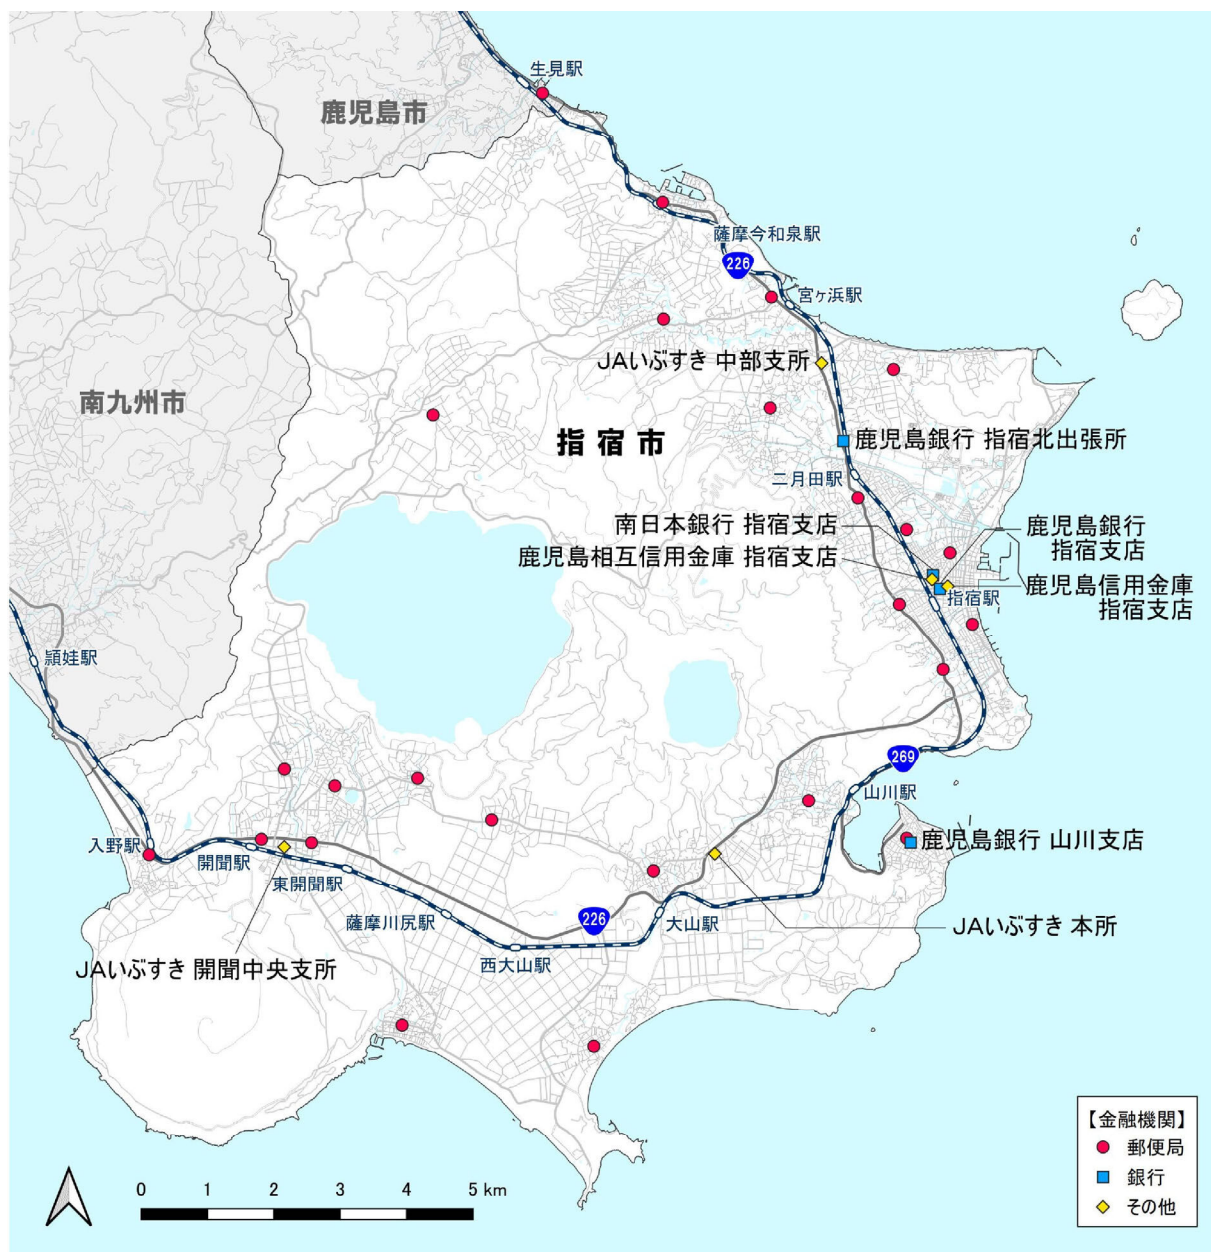 生見駅
鹿児島市
薩摩今和泉駅
226
宮ヶ浜駅
JAいぶすき 中部支所
南九州市
指宿市
鹿児島銀行 指宿北出張所
二月田駅
南日本銀行 指宿支店
鹿児島銀行
指宿支店
鹿児島相互信用金庫 指宿支店
鹿児島信用金庫
指宿支店
指宿駅
頴娃駅
269
山川駅
鹿児島銀行 山川支店
入野駅
開聞駅
東開聞駅
薩摩川尻駅
226
大山駅
JAいぶすき 本所
西大山駅
JAいぶすき 開聞中央支所
【金融機関】
郵便局
銀行
その他
0 1 2 3 4 5 km